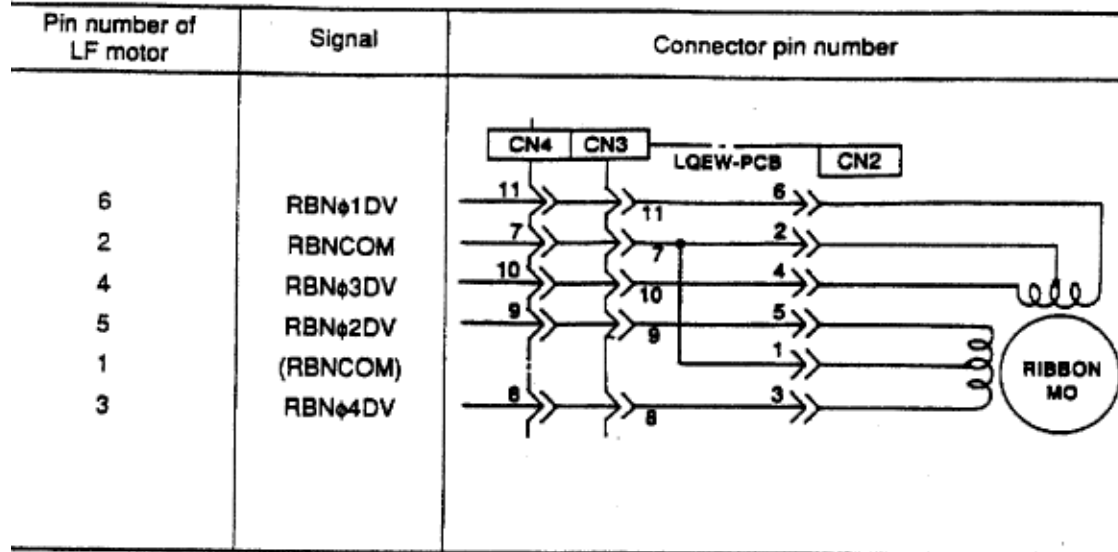 Pin number of
LF motor
Signal
Connector pin number
CN4 CN3 LQEW-PCB CN2
6 RBNϕ1DV 11 11 6
2 RBNCOM 7 7 2
4 RBNϕ3DV 10 10 4
5 RBNϕ2DV 9 9 5
1 (RBNCOM) 1
3 RBNϕ4DV 8 8 3
RIBBON
MO